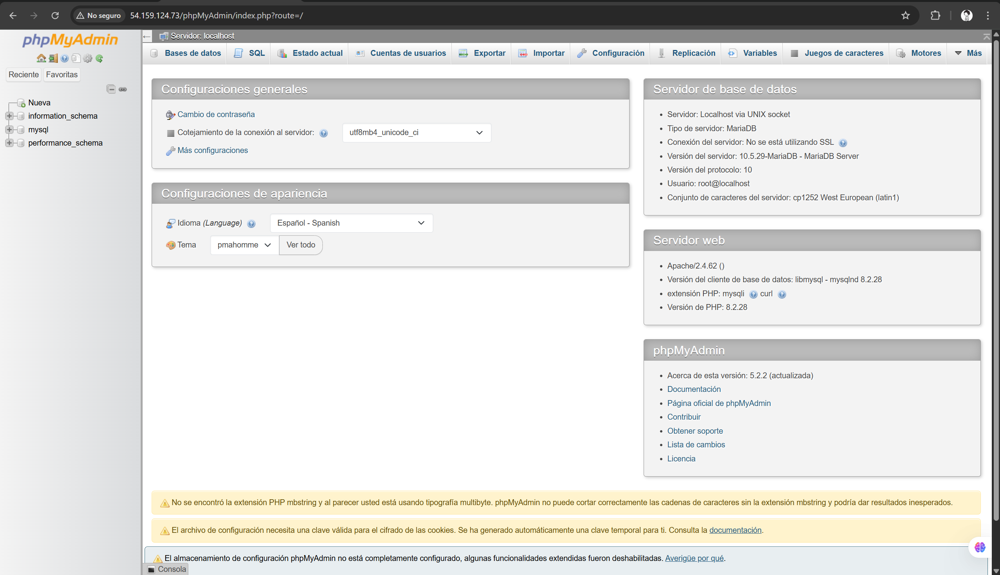 No seguro
54.159.124.73/phpMyAdmin/index.php?route=/
phpMyAdmin
Reciente
Favoritas
Nueva
information_schema
mysql
performance_schema
Servidor: localhost
Bases de datos
SQL
Estado actual
Cuentas de usuarios
Exportar
Importar
Configuración
Replicación
Variables
Juegos de caracteres
Motores
Más
Configuraciones generales
Cambio de contraseña
Cotejamiento de la conexión al servidor:
utf8mb4_unicode_ci
Más configuraciones
Configuraciones de apariencia
Idioma (Language)
Español - Spanish
Tema
pmahomme
Ver todo
Servidor de base de datos
Servidor: Localhost via UNIX socket
Tipo de servidor: MariaDB
Conexión del servidor: No se está utilizando SSL
Versión del servidor: 10.5.29-MariaDB - MariaDB Server
Versión del protocolo: 10
Usuario: root@localhost
Conjunto de caracteres del servidor: cp1252 West European (latin1)
Servidor web
Apache/2.4.62 ()
Versión del cliente de base de datos: libmysql - mysqlnd 8.2.28
extensión PHP: mysqli curl
Versión de PHP: 8.2.28
phpMyAdmin
Acerca de esta versión: 5.2.2 (actualizada)
Documentación
Página oficial de phpMyAdmin
Contribuir
Obtener soporte
Lista de cambios
Licencia
No se encontró la extensión PHP mbstring y al parecer usted está usando tipografía multibyte. phpMyAdmin no puede cortar correctamente las cadenas de caracteres sin la extensión mbstring y podría dar resultados inesperados.
El archivo de configuración necesita una clave válida para el cifrado de las cookies. Se ha generado automáticamente una clave temporal para ti. Consulta la documentación.
El almacenamiento de configuración phpMyAdmin no está completamente configurado, algunas funcionalidades extendidas fueron deshabilitadas. Averigüe por qué.
Consola